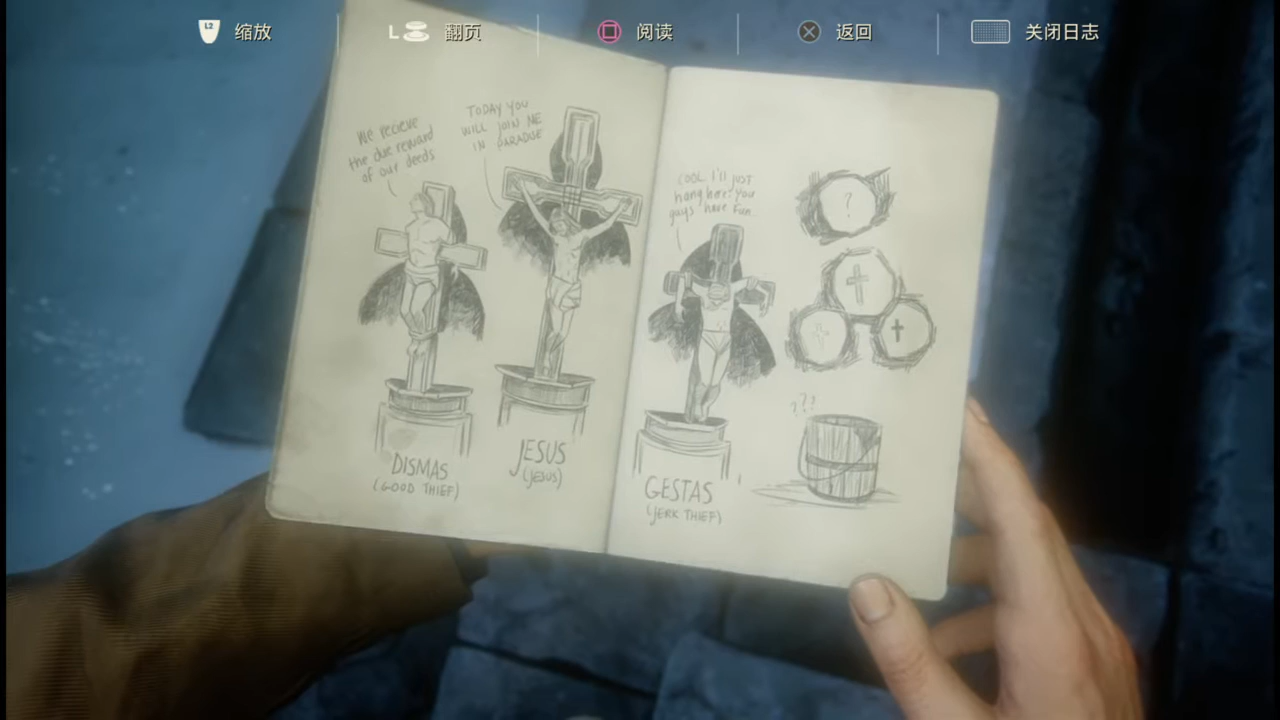 L2 缩放
L 翻页
阅读
返回
关闭日志
We recieve
the due reward
of our deeds
TODAY YOU
WILL JOIN ME
IN PARADISE
DISMAS
(GOOD THIEF)
JESUS
(JESUS)
COOL. I'll JUST
hang here. You
guys have fun.
GESTAS
(JERK THIEF)
?
???